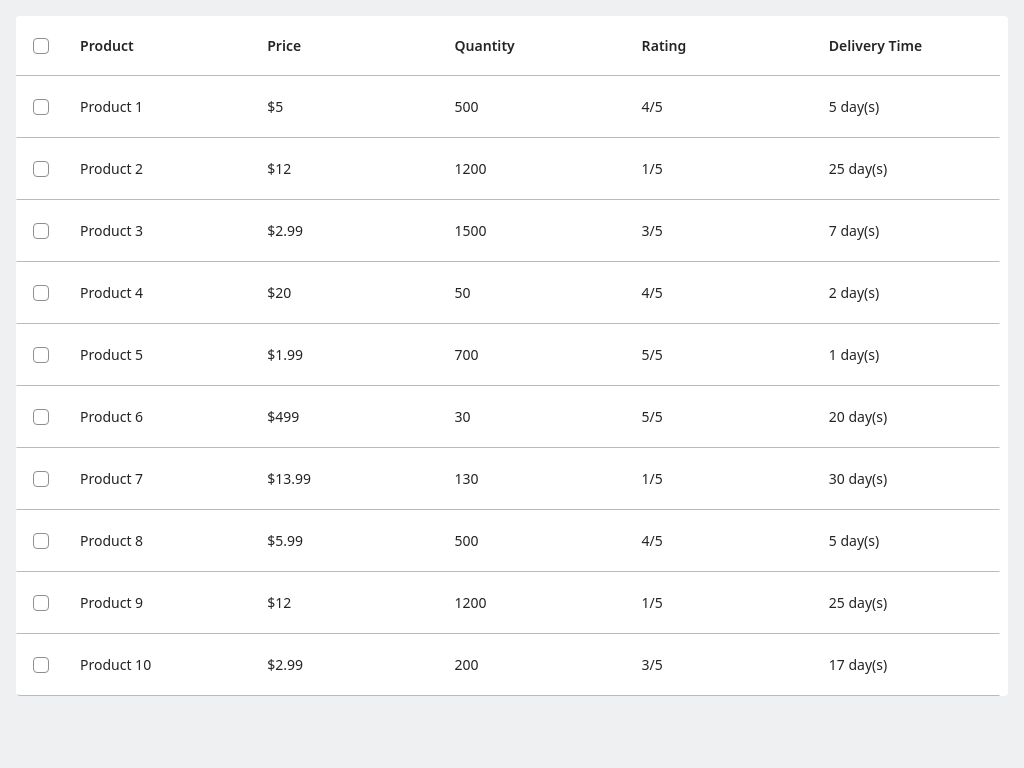 Product Price Quantity Rating Delivery Time
Product 1 $5 500 4/5 5 day(s)
Product 2 $12 1200 1/5 25 day(s)
Product 3 $2.99 1500 3/5 7 day(s)
Product 4 $20 50 4/5 2 day(s)
Product 5 $1.99 700 5/5 1 day(s)
Product 6 $499 30 5/5 20 day(s)
Product 7 $13.99 130 1/5 30 day(s)
Product 8 $5.99 500 4/5 5 day(s)
Product 9 $12 1200 1/5 25 day(s)
Product 10 $2.99 200 3/5 17 day(s)